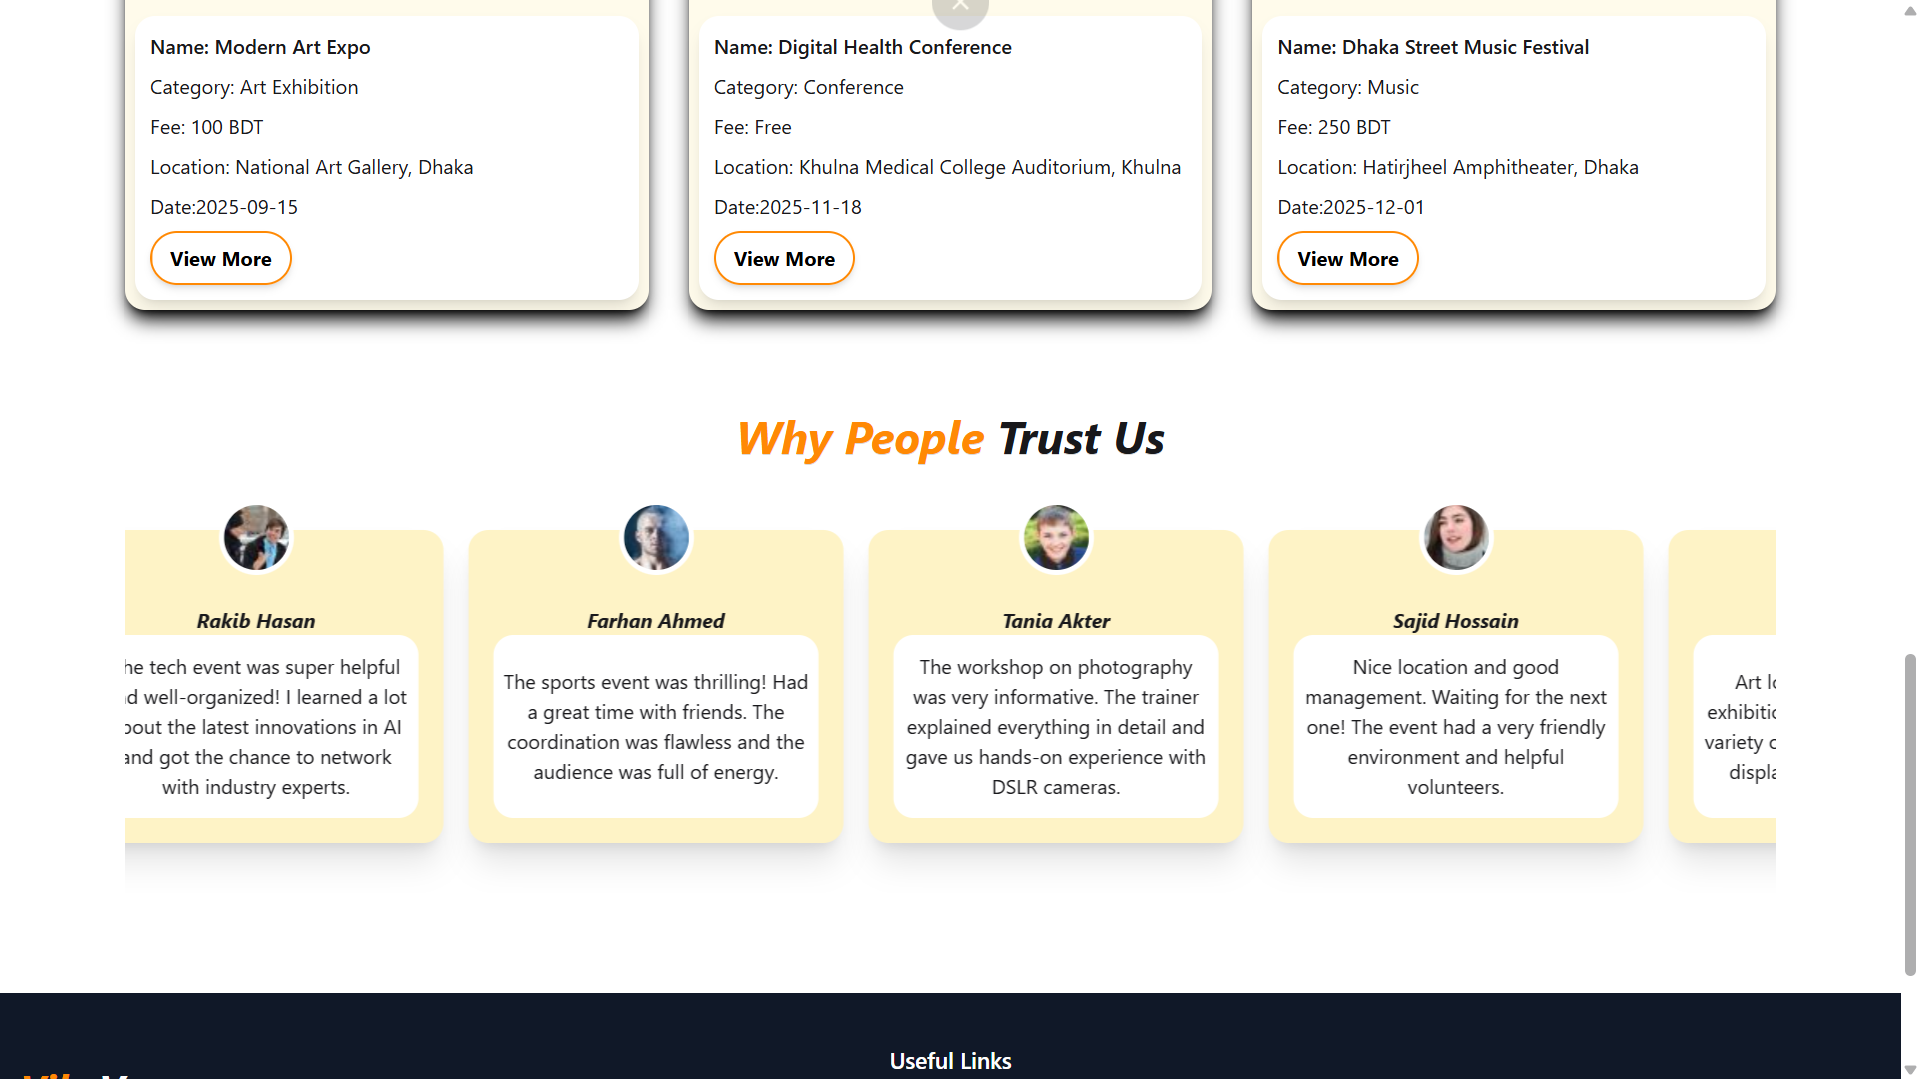 Name: Modern Art Expo
Category: Art Exhibition
Fee: 100 BDT
Location: National Art Gallery, Dhaka
Date:2025-09-15
View More
Name: Digital Health Conference
Category: Conference
Fee: Free
Location: Khulna Medical College Auditorium, Khulna
Date:2025-11-18
View More
Name: Dhaka Street Music Festival
Category: Music
Fee: 250 BDT
Location: Hatirjheel Amphitheater, Dhaka
Date:2025-12-01
View More
Why People Trust Us
Rakib Hasan
he tech event was super helpful
d well-organized! I learned a lot
out the latest innovations in AI
and got the chance to network
with industry experts.
Farhan Ahmed
The sports event was thrilling! Had
a great time with friends. The
coordination was flawless and the
audience was full of energy.
Tania Akter
The workshop on photography
was very informative. The trainer
explained everything in detail and
gave us hands-on experience with
DSLR cameras.
Sajid Hossain
Nice location and good
management. Waiting for the next
one! The event had a very friendly
environment and helpful
volunteers.
Art lo
exhibitio
variety o
displa
Useful Links